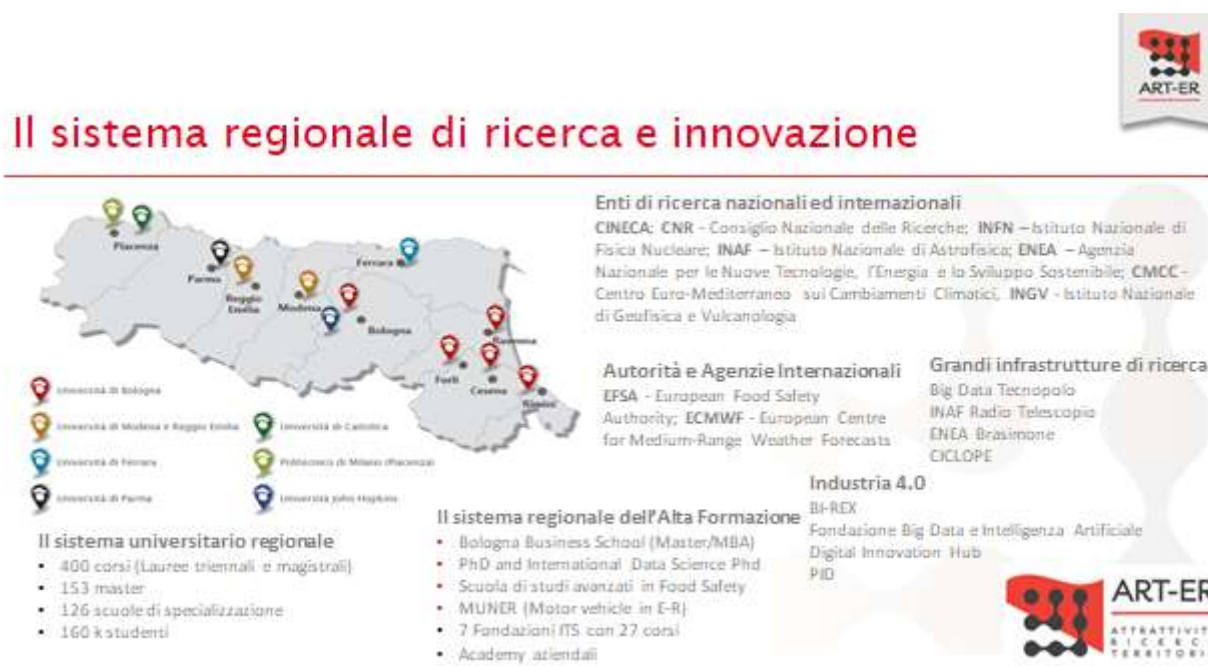 ART-ER
Il sistema regionale di ricerca e innovazione
Piacenza
Parma
Reggio
Emilia
Modena
Ferrara
Bologna
Ravenna
Forlì
Cesena
Rimini
Università di Bologna
Università di Modena e Reggio Emilia
Università di Ferrara
Università di Parma
Università di Cattolica
Politecnico di Milano (Piacenza)
Università John Hopkins
Enti di ricerca nazionali ed internazionali
CINECA; CNR - Consiglio Nazionale delle Ricerche; INFN – Istituto Nazionale di
Fisica Nucleare; INAF – Istituto Nazionale di Astrofisica; ENEA – Agenzia
Nazionale per le Nuove Tecnologie, l'Energia e lo Sviluppo Sostenibile; CMCC -
Centro Euro-Mediterraneo sui Cambiamenti Climatici, INGV - Istituto Nazionale
di Geofisica e Vulcanologia
Autorità e Agenzie Internazionali
EFSA - European Food Safety
Authority; ECMWF - European Centre
for Medium-Range Weather Forecasts
Grandi infrastrutture di ricerca
Big Data Tecnopolo
INAF Radio Telescopio
ENEA Brasimone
CICLOPE
Industria 4.0
BI-REX
Fondazione Big Data e Intelligenza Artificiale
Digital Innovation Hub
PID
Il sistema universitario regionale
▪ 400 corsi (Lauree triennali e magistrali)
▪ 153 master
▪ 126 scuole di specializzazione
▪ 160 k studenti
Il sistema regionale dell'Alta Formazione
▪ Bologna Business School (Master/MBA)
▪ PhD and International Data Science Phd
▪ Scuola di studi avanzati in Food Safety
▪ MUNER (Motor vehicle in E-R)
▪ 7 Fondazioni ITS con 27 corsi
▪ Academy aziendali
ART-ER
ATTRATTIVIT
RICERC
TERRITORI